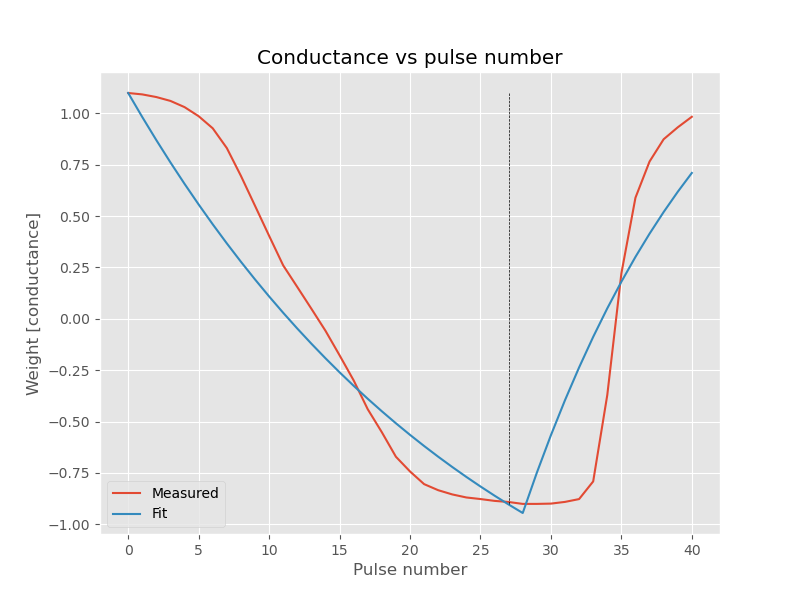 Conductance vs pulse number
Weight [conductance]
1.00
0.75
0.50
0.25
0.00
−0.25
−0.50
−0.75
−1.00
Measured
Fit
0 5 10 15 20 25 30 35 40
Pulse number